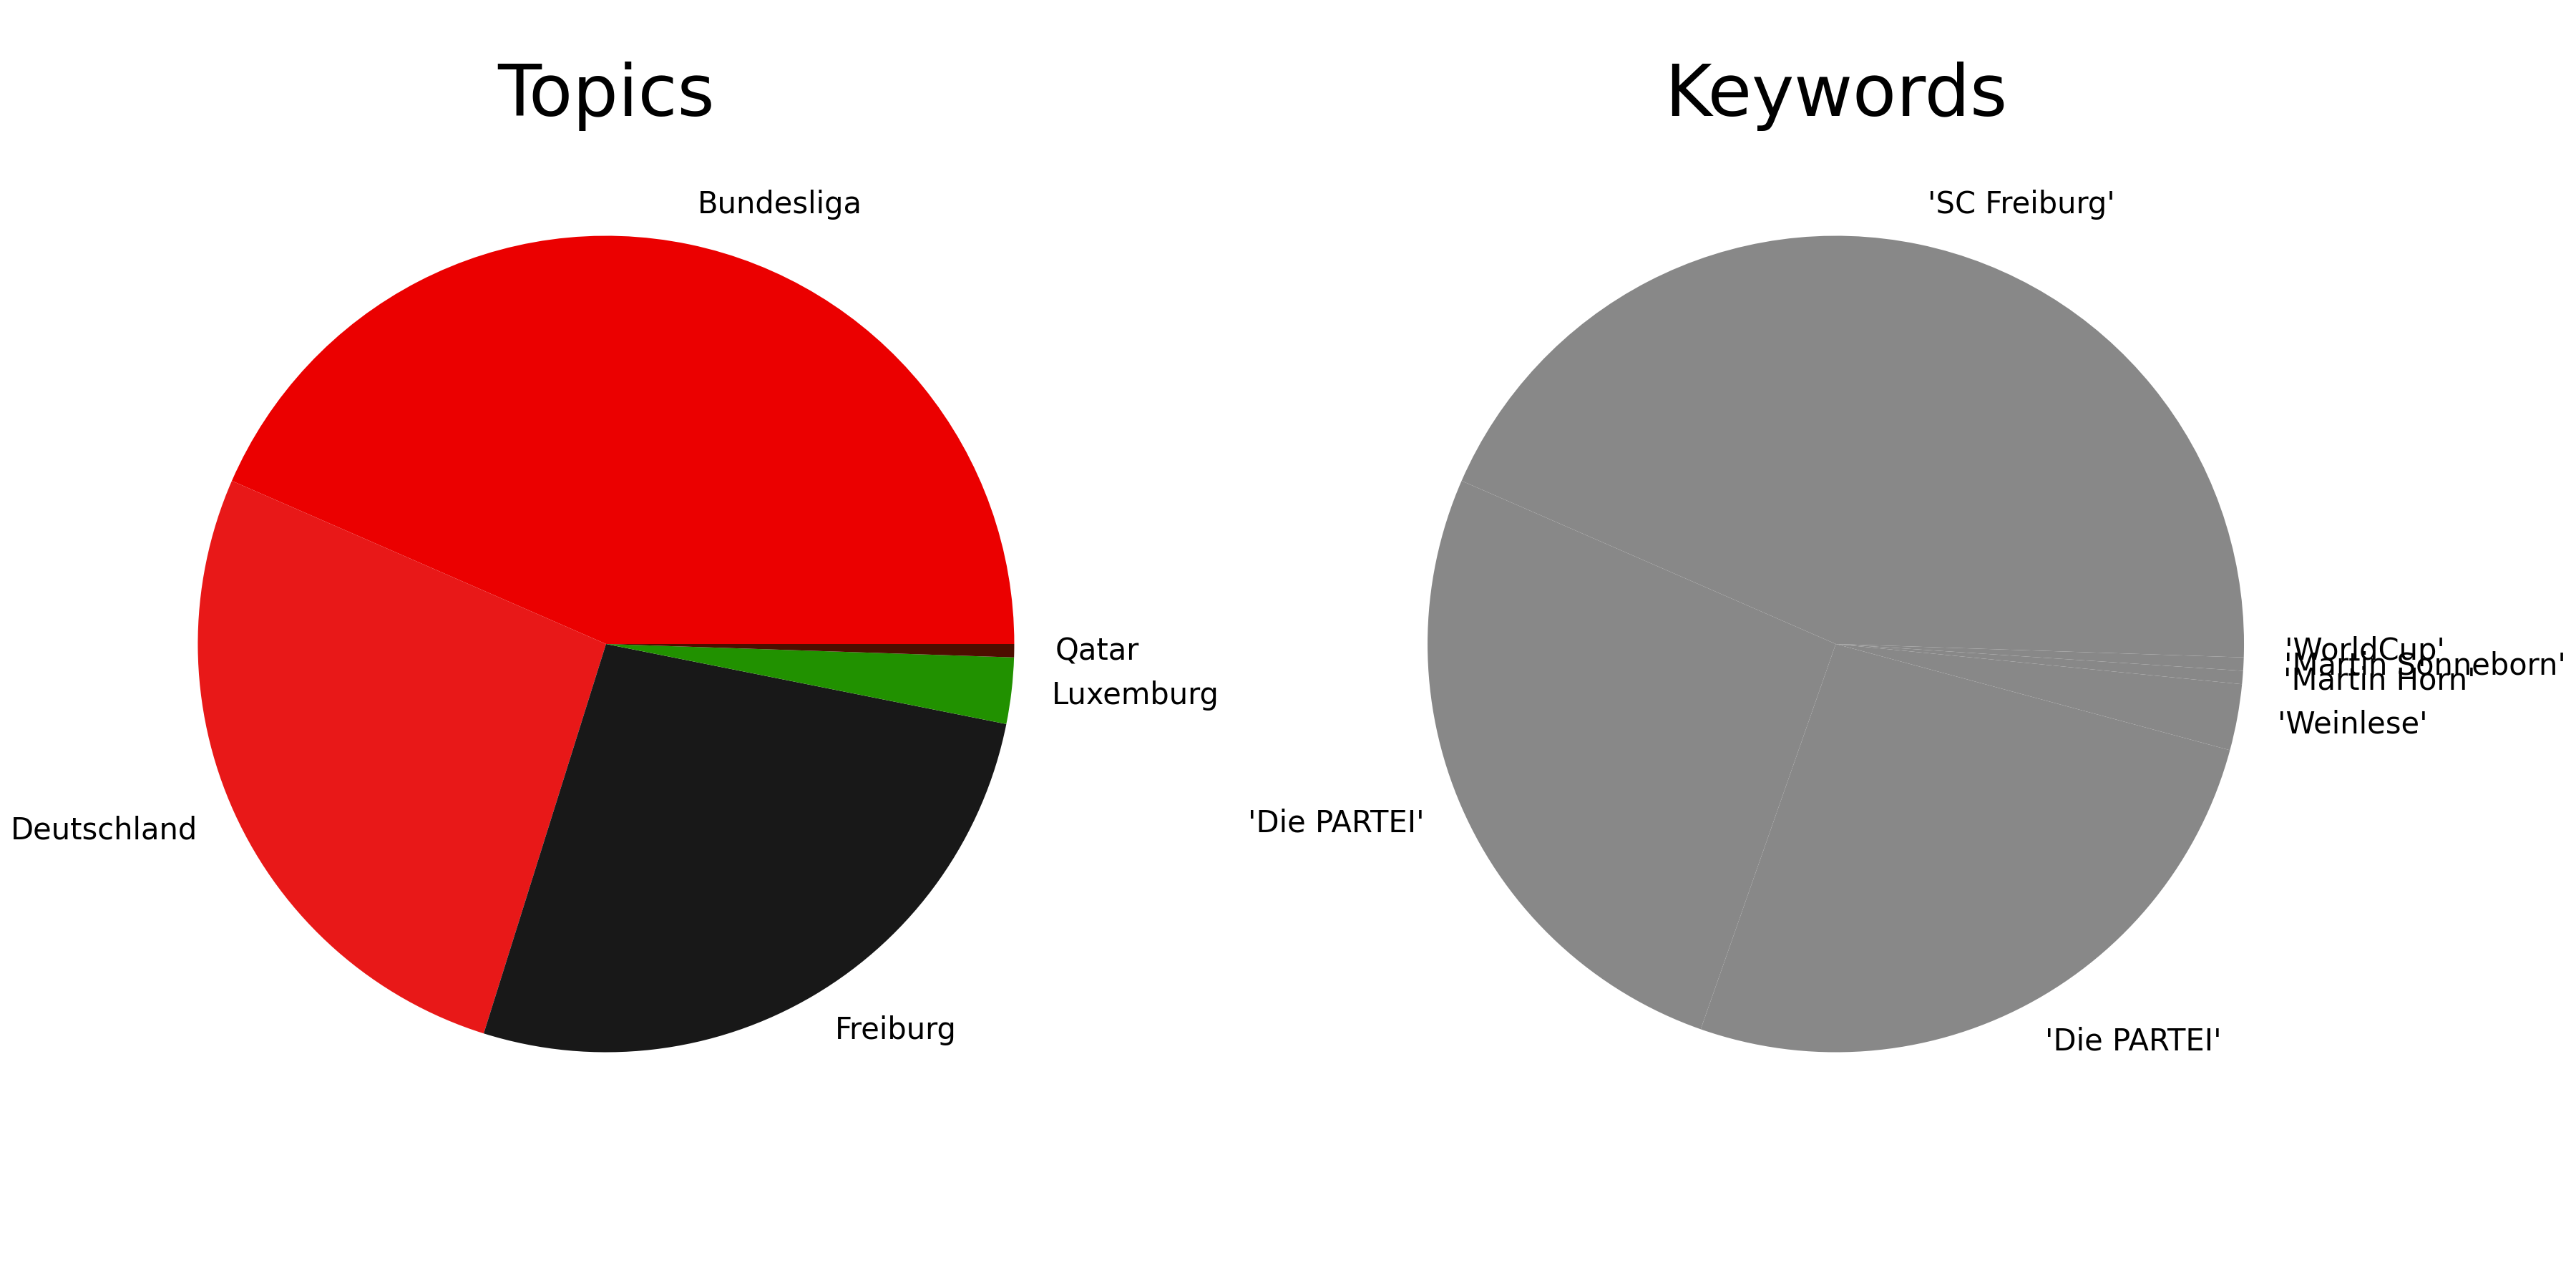 Topics
Bundesliga
Qatar
Luxemburg
Deutschland
Freiburg
Keywords
'SC Freiburg'
'WorldCup'
'Martin Sonneborn'
'Martin Horn'
'Weinlese'
'Die PARTEI'
'Die PARTEI'